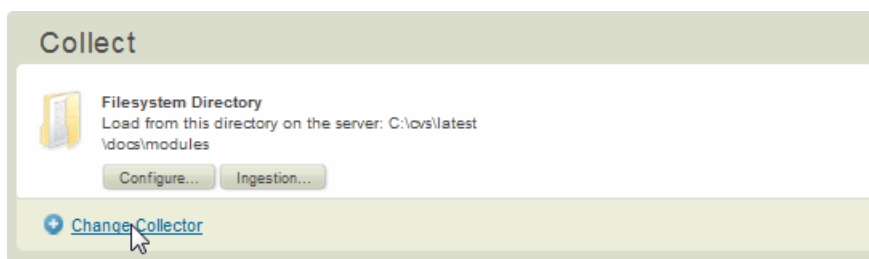 Collect
Filesystem Directory
Load from this directory on the server: C:\cvs\latest
\docs\modules
Configure... Ingestion...
Change Collector